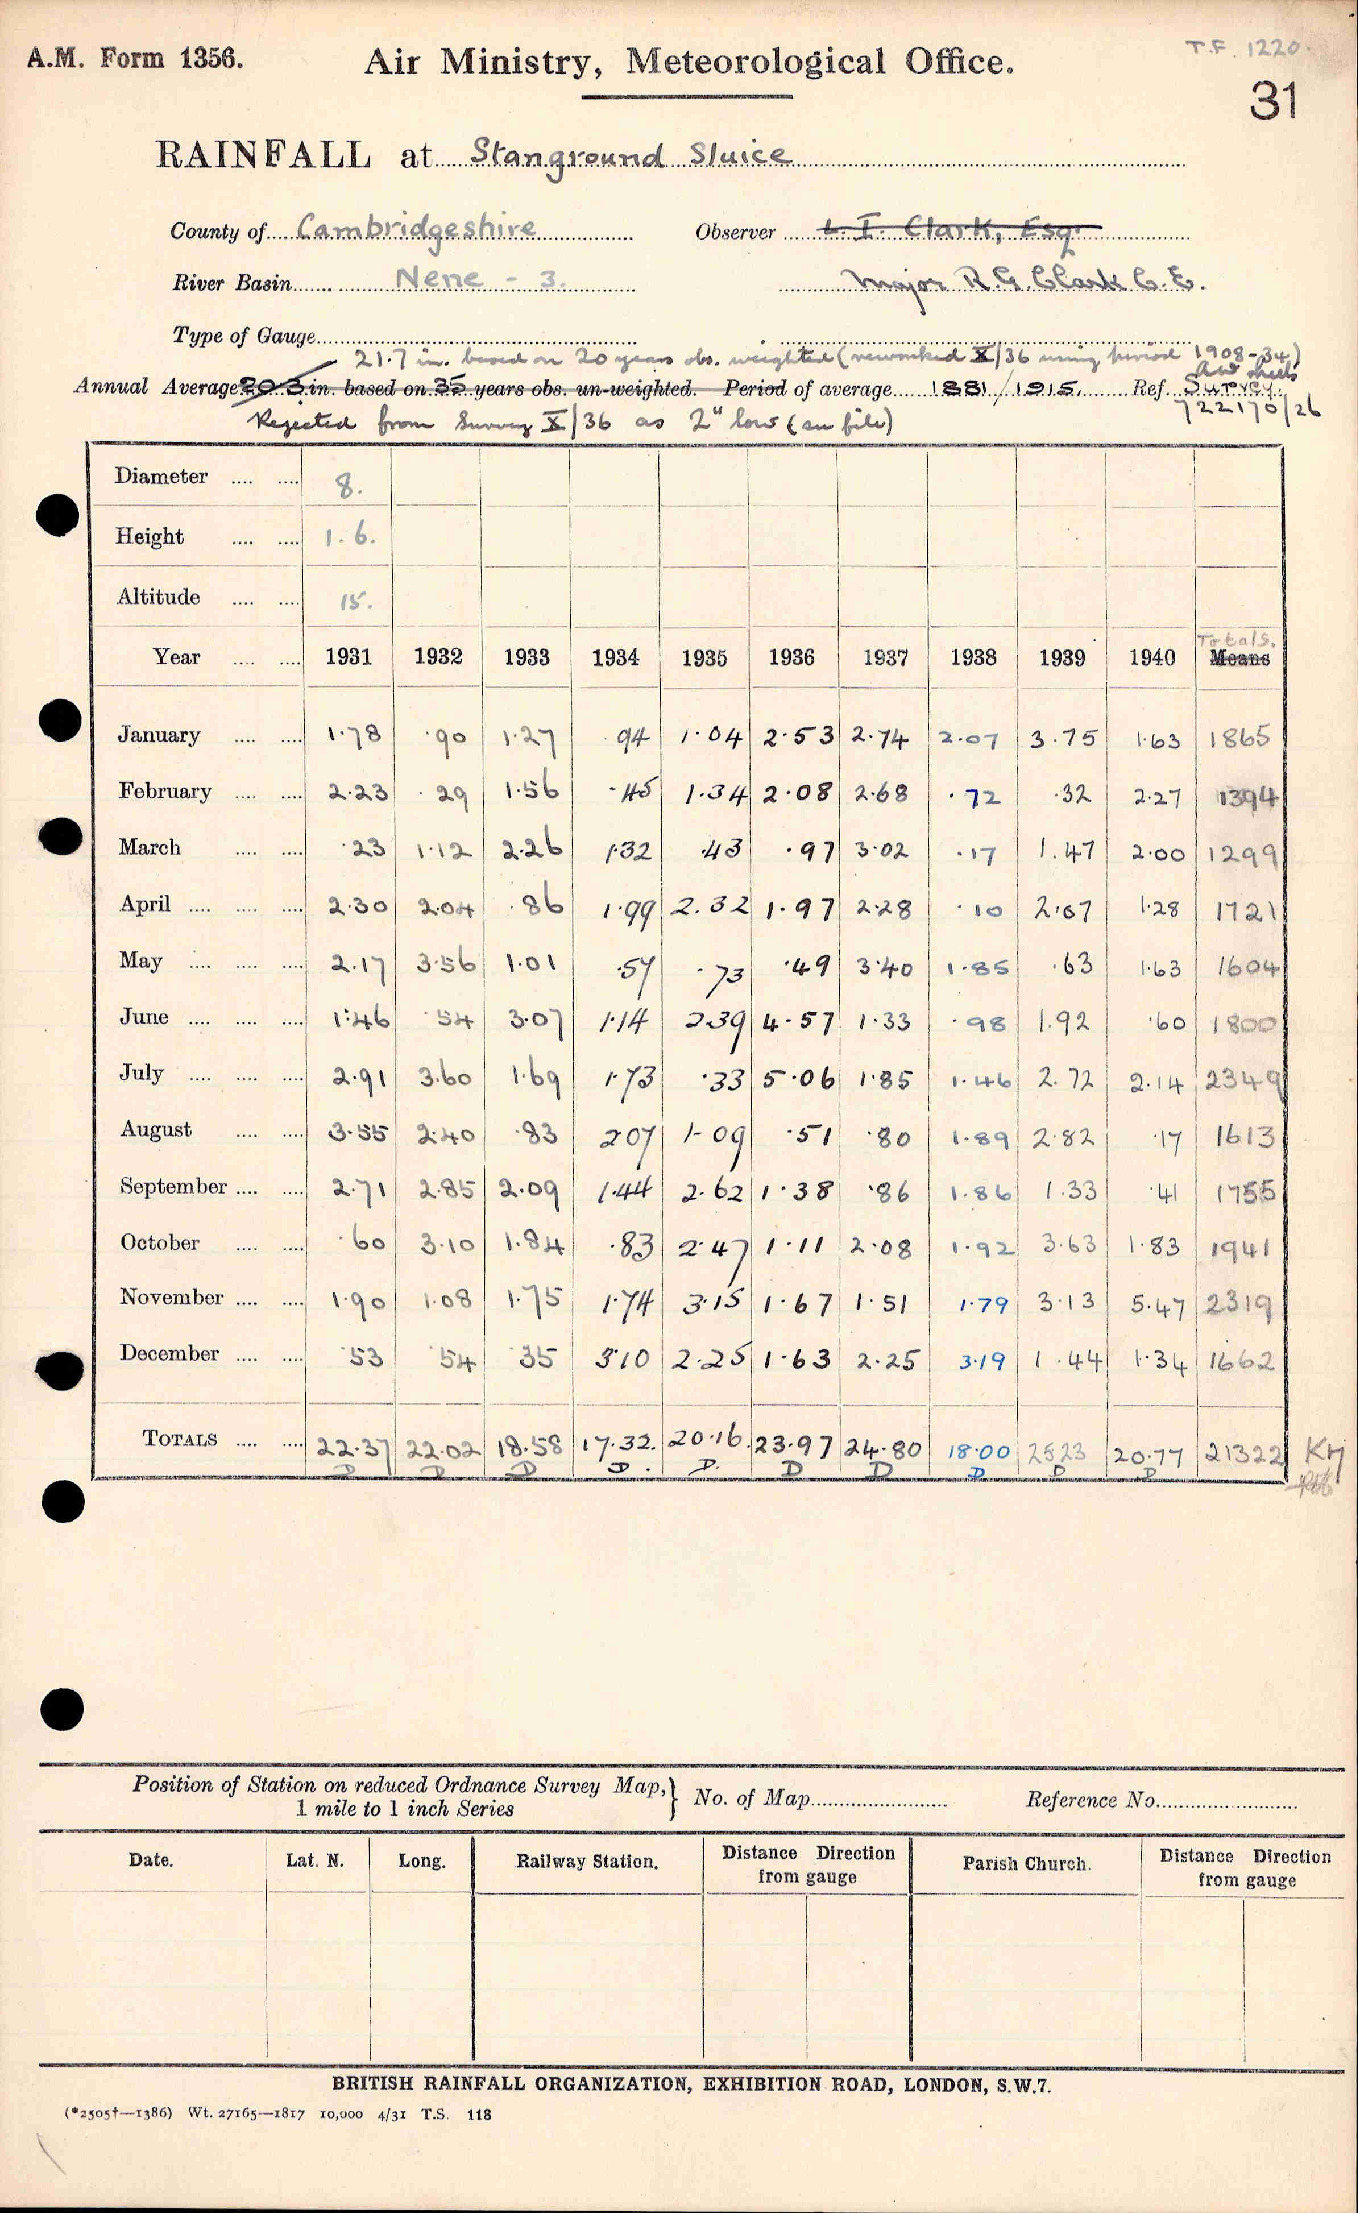 T.F. 1220.
A.M. Form 1356. Air Ministry, Meteorological Office.
31
RAINFALL at Stanground Sluice
County of Cambridgeshire Observer L. I. Clark, Esq.
River Basin Nene - 3. Major R.G. Clark C.E.
Type of Gauge
21.7 in. based on 20 years obs. weighted (reworked X/36 using period 1908-34)
Annual Average 20.3 in. based on 35 years obs. un-weighted. Period of average 1881/1915. Ref. Survey.
722170/26
Rejected from Survey X/36 as 2" low (see file)
Diameter 8.
Height 1.6.
Altitude 15.
Totals.
Year 1931 1932 1933 1934 1935 1936 1937 1938 1939 1940 Means
January 1.78 .90 1.27 .94 1.04 2.53 2.74 2.07 3.75 1.63 1865
February 2.23 .29 1.56 .45 1.34 2.08 2.68 .72 .32 2.27 1394
March .23 1.12 2.26 1.32 .43 .97 3.02 .17 1.47 2.00 1299
April 2.30 2.04 .86 1.99 2.32 1.97 2.28 .10 2.07 1.28 1721
May 2.17 3.56 1.01 .57 .73 .49 3.40 1.85 .63 1.63 1604
June 1.46 .54 3.07 1.14 2.39 4.57 1.33 .98 1.92 .60 1800
July 2.91 3.60 1.69 1.73 .33 5.06 1.85 1.46 2.72 2.14 2349
August 3.55 2.40 .83 2.07 1.09 .51 .80 1.89 2.82 .17 1613
September 2.71 2.85 2.09 1.44 2.62 1.38 .86 1.86 1.33 .41 1755
October .60 3.10 1.84 .83 2.47 1.11 2.08 1.92 3.63 1.83 1941
November 1.90 1.08 1.75 1.74 3.15 1.67 1.51 1.79 3.13 5.47 2319
December .53 .54 .35 3.10 2.25 1.63 2.25 3.19 1.44 1.34 1662
TOTALS 22.37 22.02 18.58 17.32. 20.16. 23.97 24.80 18.00 25.23 20.77 21322
D D D D. D. D D D D D
Position of Station on reduced Ordnance Survey Map,} No. of Map Reference No.
1 mile to 1 inch Series
Date. Lat. N. Long. Railway Station. Distance Direction Parish Church. Distance Direction
from gauge from gauge
BRITISH RAINFALL ORGANIZATION, EXHIBITION ROAD, LONDON, S.W.7.
(*2505†—1386) Wt. 27165—1817 10,000 4/31 T.S. 118